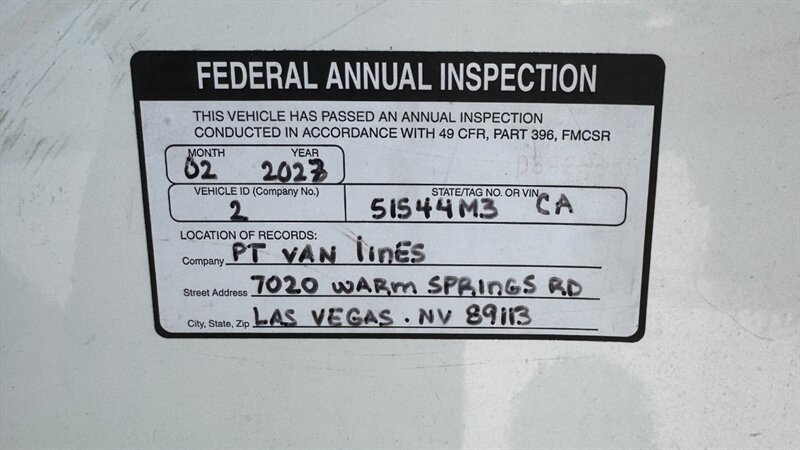 FEDERAL ANNUAL INSPECTION
THIS VEHICLE HAS PASSED AN ANNUAL INSPECTION
CONDUCTED IN ACCORDANCE WITH 49 CFR, PART 396, FMCSR
MONTH YEAR
02 2023
VEHICLE ID (Company No.) STATE/TAG NO. OR VIN
2 51544M3 CA
LOCATION OF RECORDS:
Company PT VAN linES
Street Address 7020 WARM SPRINGS RD
City, State, Zip LAS VEGAS . NV 89113